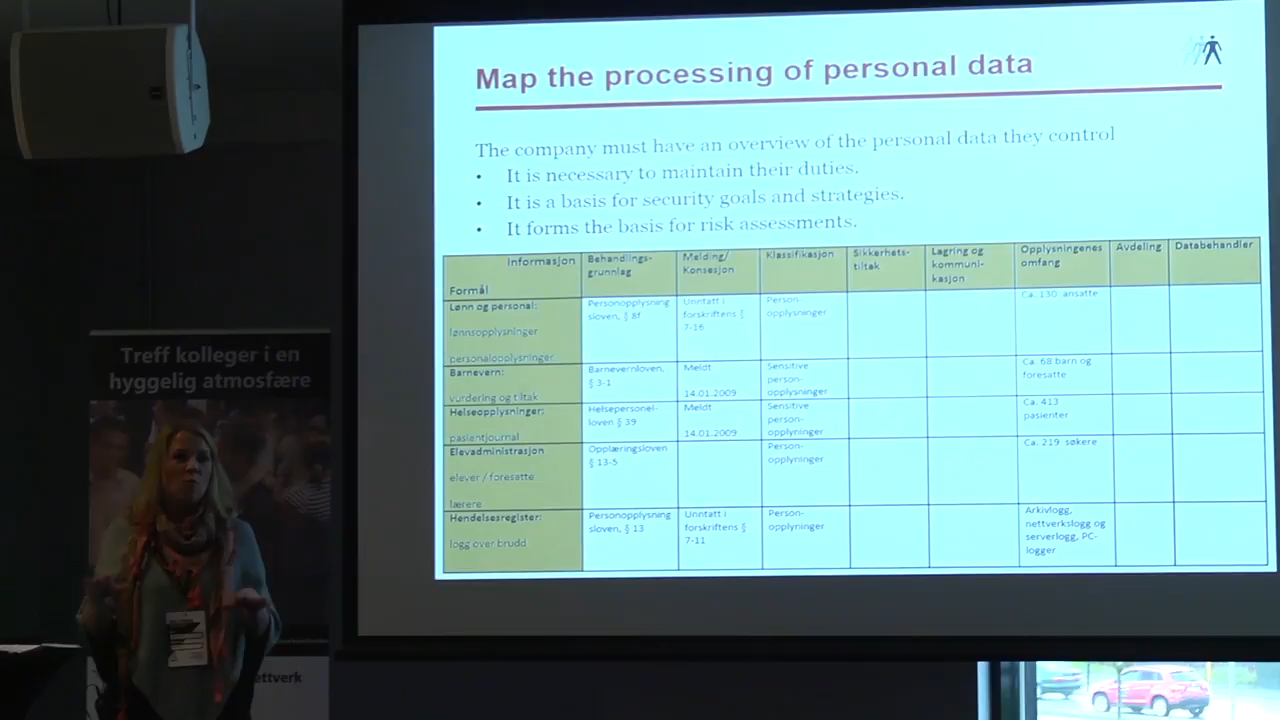 Map the processing of personal data
The company must have an overview of the personal data they control
• It is necessary to maintain their duties.
• It is a basis for security goals and strategies.
• It forms the basis for risk assessments.
Informasjon
Formål
Behandlings-
grunnlag
Melding/
Konsesjon
Klassifikasjon
Sikkerhets-
tiltak
Lagring og
kommuni-
kasjon
Opplysningenes
omfang
Avdeling
Databehandler
Lønn og personal:
lønnsopplysninger
personalopplysninger
Personopplysning
sloven, § 8f
Unntatt i
forskriftens §
7-16
Person-
opplysninger
Ca. 130 ansatte
Barnevern:
vurdering og tiltak
Barnevernloven,
§ 3-1
Meldt
14.01.2009
Sensitive
person-
opplysninger
Ca. 68 barn og
foresatte
Helseopplysninger:
pasientjournal
Helsepersonel-
loven § 39
Meldt
14.01.2009
Sensitive
person-
opplyninger
Ca. 413
pasienter
Elevadministrasjon
elever / foresatte
lærere
Opplæringsloven
§ 13-5
Person-
opplyninger
Ca. 219 søkere
Hendelsesregister:
logg over brudd
Personopplysning
sloven, § 13
Unntatt i
forskriftens §
7-11
Person-
opplyninger
Arkivlogg,
nettverkslogg og
serverlogg, PC-
logger
Treff kolleger i en
hyggelig atmosfære
ettverk